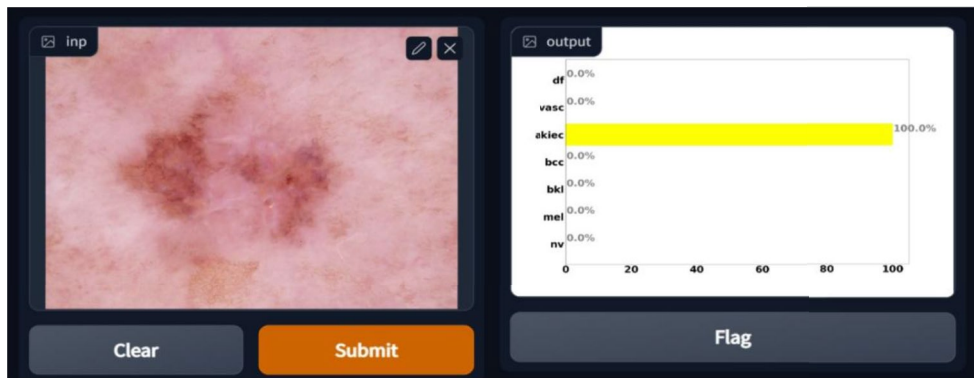 inp
output
df 0.0%
vasc 0.0%
akiec 100.0%
bcc 0.0%
bkl 0.0%
mel 0.0%
nv 0.0%
0 20 40 60 80 100
Clear
Submit
Flag